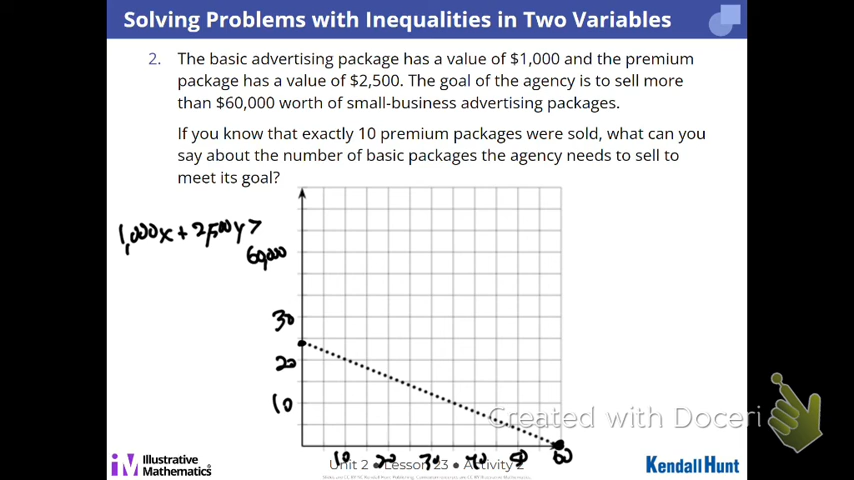 Solving Problems with Inequalities in Two Variables
2. The basic advertising package has a value of $1,000 and the premium
package has a value of $2,500. The goal of the agency is to sell more
than $60,000 worth of small-business advertising packages.
If you know that exactly 10 premium packages were sold, what can you
say about the number of basic packages the agency needs to sell to
meet its goal?
1,000x + 2,500y >
60,000
30
20
10
Created with Doceri
10 20 30 40 50 60
Unit 2 • Lesson 23 • Activity 2
Illustrative
Mathematics®
Kendall Hunt